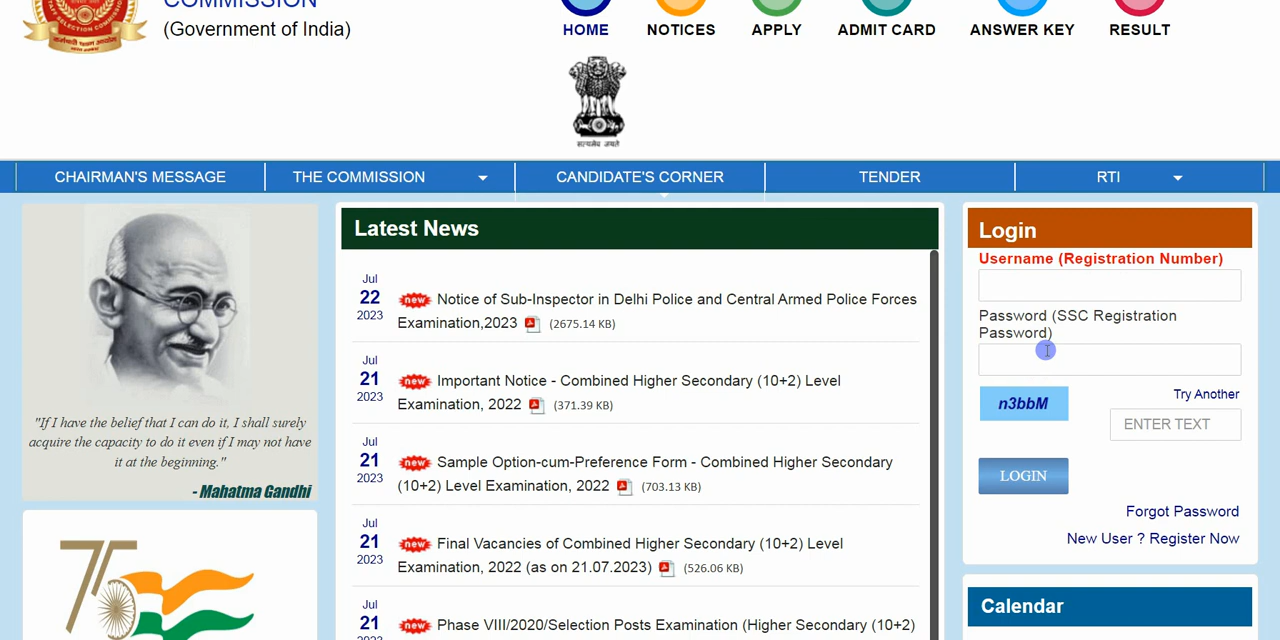 COMMISSION
(Government of India)
HOME
NOTICES
APPLY
ADMIT CARD
ANSWER KEY
RESULT
सत्यमेव जयते
CHAIRMAN'S MESSAGE
THE COMMISSION
CANDIDATE'S CORNER
TENDER
RTI
"If I have the belief that I can do it, I shall surely
acquire the capacity to do it even if I may not have
it at the beginning."
- Mahatma Gandhi
75
Latest News
Jul
22
2023
new Notice of Sub-Inspector in Delhi Police and Central Armed Police Forces
Examination,2023 (2675.14 KB)
Jul
21
2023
new Important Notice - Combined Higher Secondary (10+2) Level
Examination, 2022 (371.39 KB)
Jul
21
2023
new Sample Option-cum-Preference Form - Combined Higher Secondary
(10+2) Level Examination, 2022 (703.13 KB)
Jul
21
2023
new Final Vacancies of Combined Higher Secondary (10+2) Level
Examination, 2022 (as on 21.07.2023) (526.06 KB)
Jul
21
2023
new Phase VIII/2020/Selection Posts Examination (Higher Secondary (10+2)
Login
Username (Registration Number)
Password (SSC Registration
Password)
n3bbM
Try Another
ENTER TEXT
LOGIN
Forgot Password
New User ? Register Now
Calendar